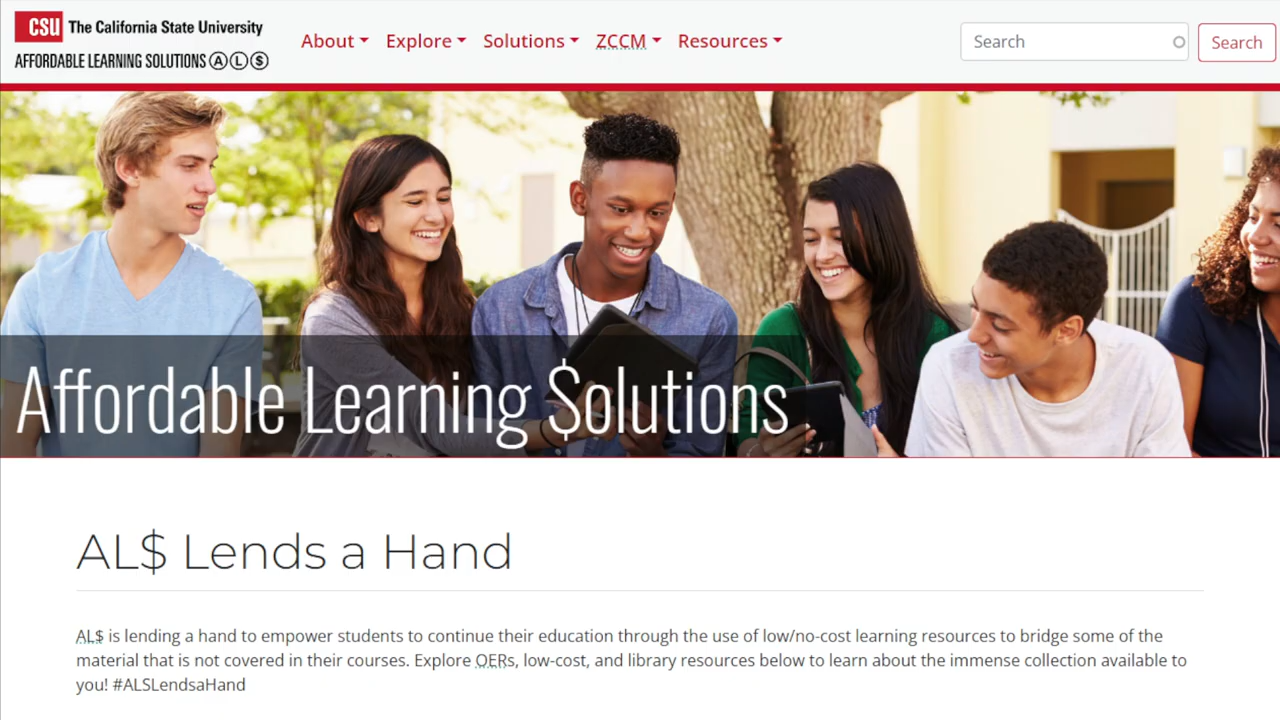 CSU The California State University
AFFORDABLE LEARNING SOLUTIONS A L $
About Explore Solutions ZCCM Resources Search Search
Affordable Learning $olutions
AL$ Lends a Hand
AL$ is lending a hand to empower students to continue their education through the use of low/no-cost learning resources to bridge some of the
material that is not covered in their courses. Explore OERs, low-cost, and library resources below to learn about the immense collection available to
you! #ALSLendsaHand